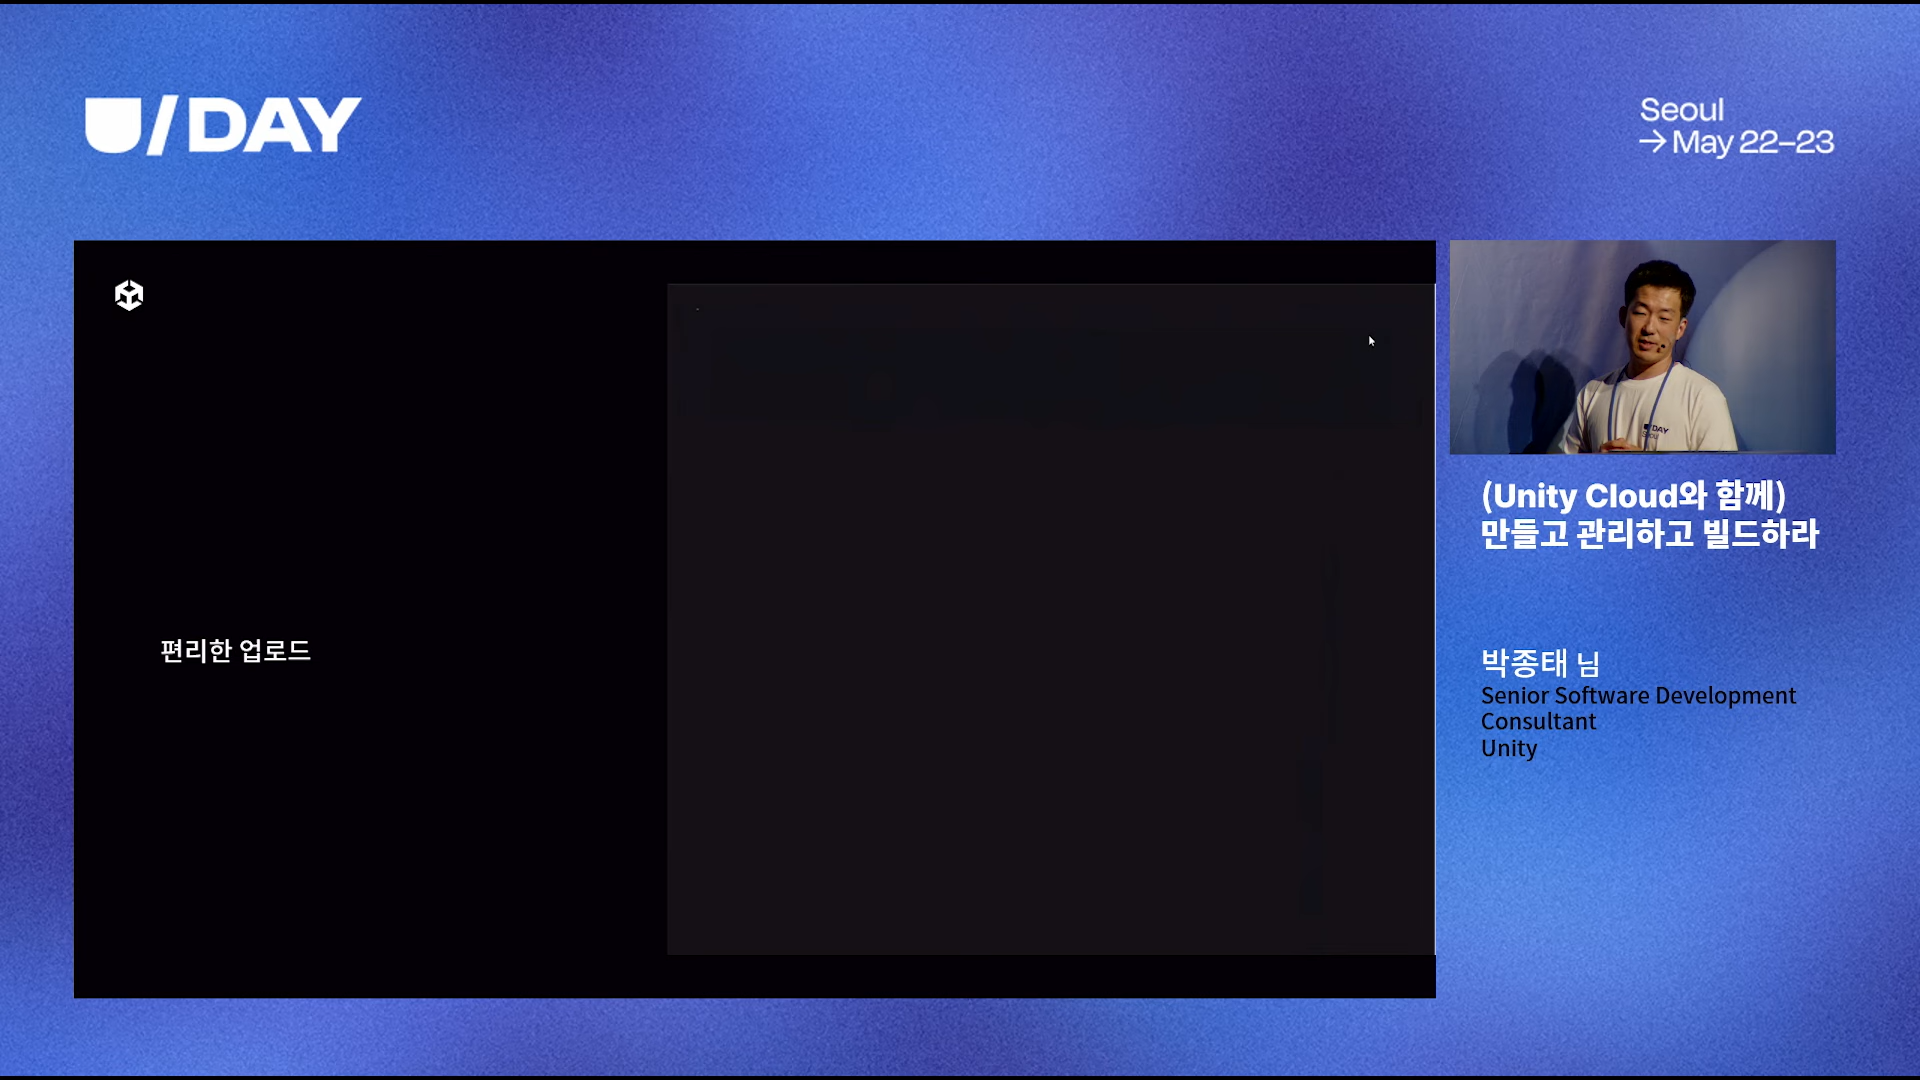 U/DAY
Seoul
→ May 22–23
편리한 업로드
U/DAY
Seoul
(Unity Cloud와 함께)
만들고 관리하고 빌드하라
박종태 님
Senior Software Development
Consultant
Unity